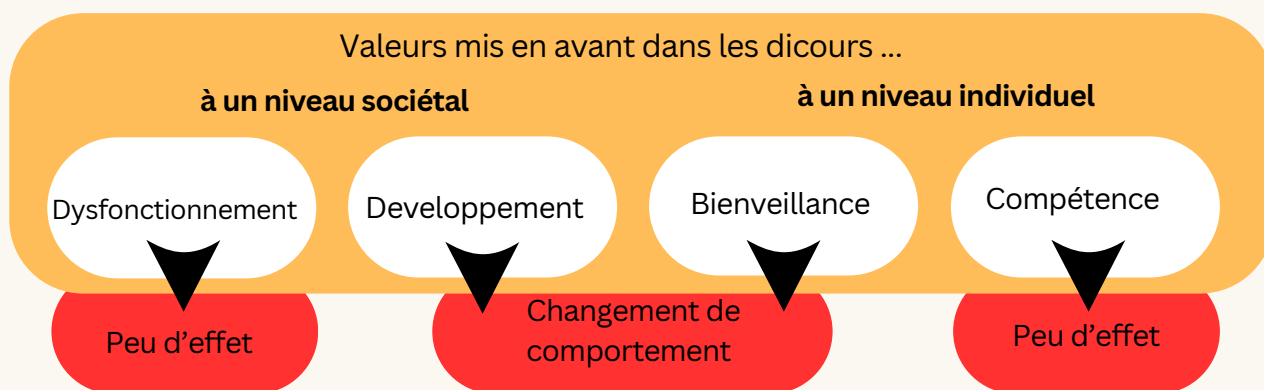 Valeurs mis en avant dans les dicours ...
à un niveau sociétal
à un niveau individuel
Dysfonctionnement
Developpement
Bienveillance
Compétence
Peu d’effet
Changement de
comportement
Peu d’effet